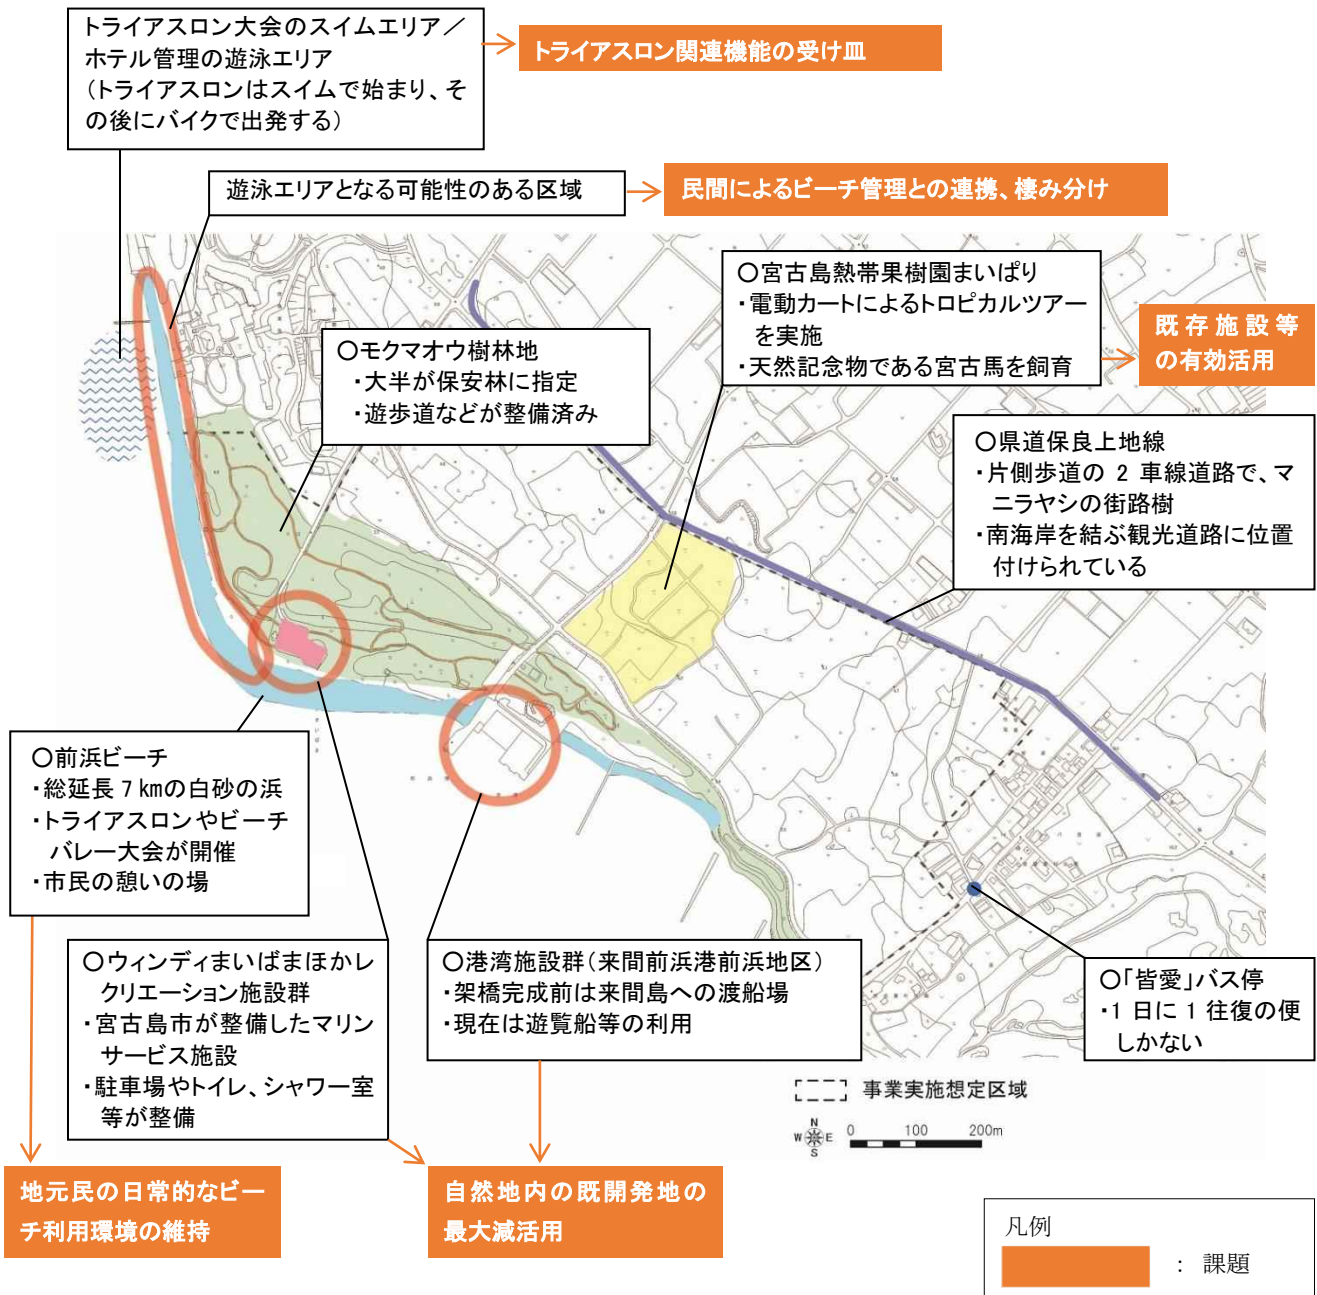 トライアスロン大会のスイムエリア／
ホテル管理の遊泳エリア
（トライアスロンはスイムで始まり、そ
の後にバイクで出発する）
トライアスロン関連機能の受け皿
遊泳エリアとなる可能性のある区域
民間によるビーチ管理との連携、棲み分け
〇宮古島熱帯果樹園まいぱり
・電動カートによるトロピカルツアー
を実施
・天然記念物である宮古馬を飼育
既存施設等
の有効活用
〇モクマオウ樹林地
・大半が保安林に指定
・遊歩道などが整備済み
〇県道保良上地線
・片側歩道の 2 車線道路で、マ
ニラヤシの街路樹
・南海岸を結ぶ観光道路に位置
付けられている
〇前浜ビーチ
・総延長 7 kmの白砂の浜
・トライアスロンやビーチ
バレー大会が開催
・市民の憩いの場
〇ウィンディまいばまほかレ
クリエーション施設群
・宮古島市が整備したマリン
サービス施設
・駐車場やトイレ、シャワー室
等が整備
〇港湾施設群（来間前浜港前浜地区）
・架橋完成前は来間島への渡船場
・現在は遊覧船等の利用
〇「皆愛」バス停
・1 日に 1 往復の便
しかない
事業実施想定区域
N
W E
S
0 100 200m
地元民の日常的なビー
チ利用環境の維持
自然地内の既開発地の
最大減活用
凡例
： 課題